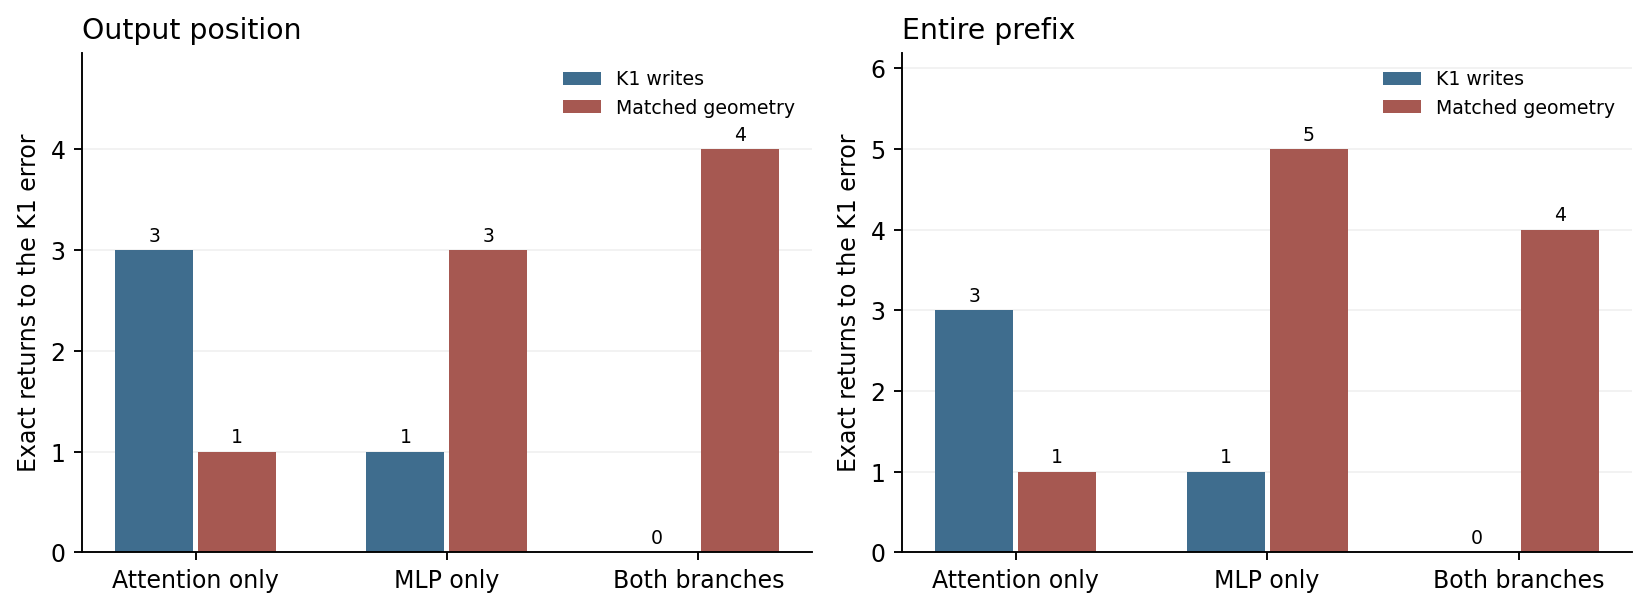 Output position
K1 writes
Matched geometry
Exact returns to the K1 error
4
3
2
1
0
3
1
1
3
0
4
Attention only
MLP only
Both branches
Entire prefix
K1 writes
Matched geometry
Exact returns to the K1 error
6
5
4
3
2
1
0
3
1
1
5
0
4
Attention only
MLP only
Both branches